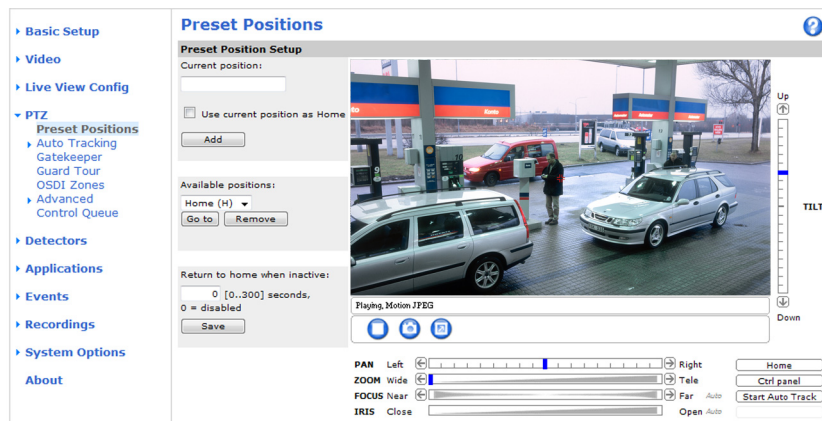 Basic Setup
Video
Live View Config
PTZ
Preset Positions
Auto Tracking
Gatekeeper
Guard Tour
OSDI Zones
Advanced
Control Queue
Detectors
Applications
Events
Recordings
System Options
About
Preset Positions
?
Preset Position Setup
Current position:
Use current position as Home
Add
Available positions:
Home (H)
Go to Remove
Return to home when inactive:
0 [0..300] seconds,
0 = disabled
Save
Konto
9
10
Playing, Motion JPEG
Up
TILT
Down
PAN Left Right Home
ZOOM Wide Tele Ctrl panel
FOCUS Near Far Auto Start Auto Track
IRIS Close Open Auto